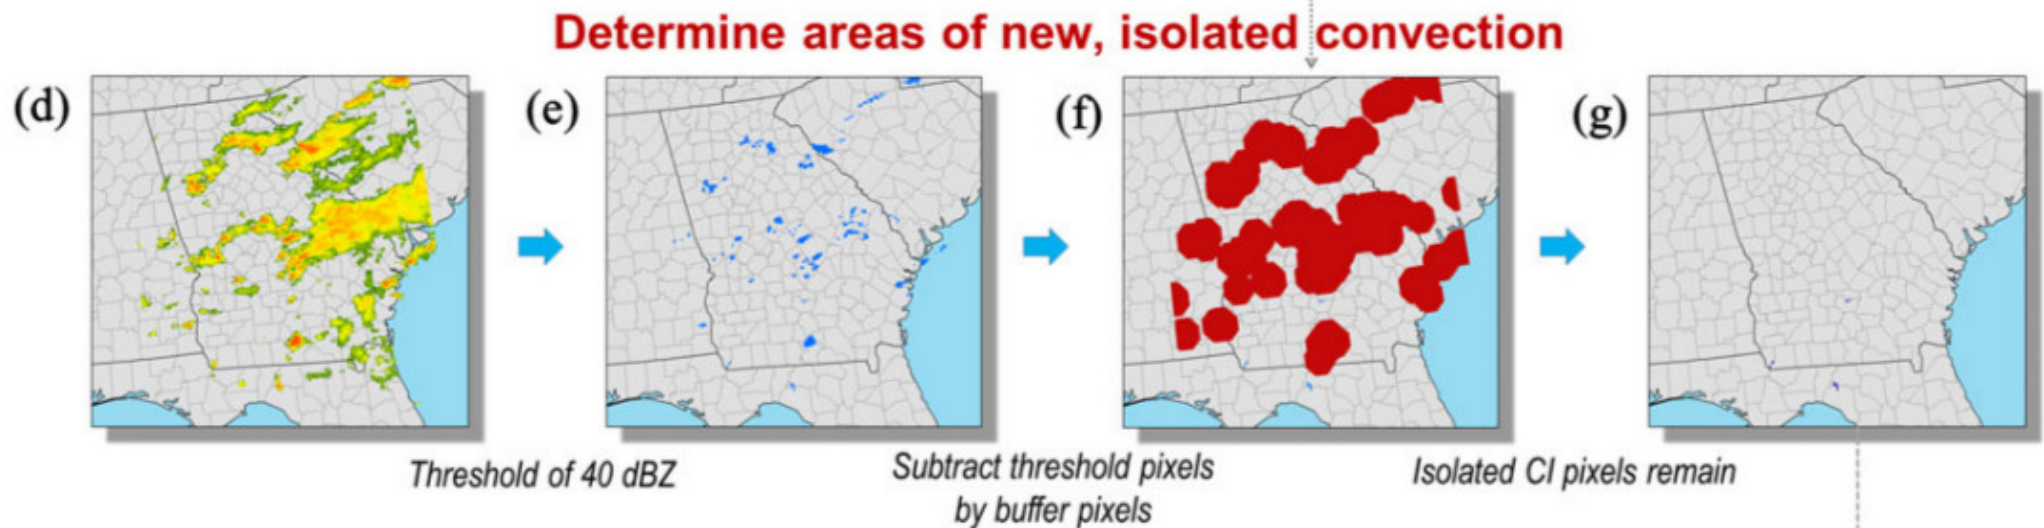 Determine areas of new, isolated convection
(d)
(e)
(f)
(g)
Threshold of 40 dBZ
Subtract threshold pixels
by buffer pixels
Isolated CI pixels remain